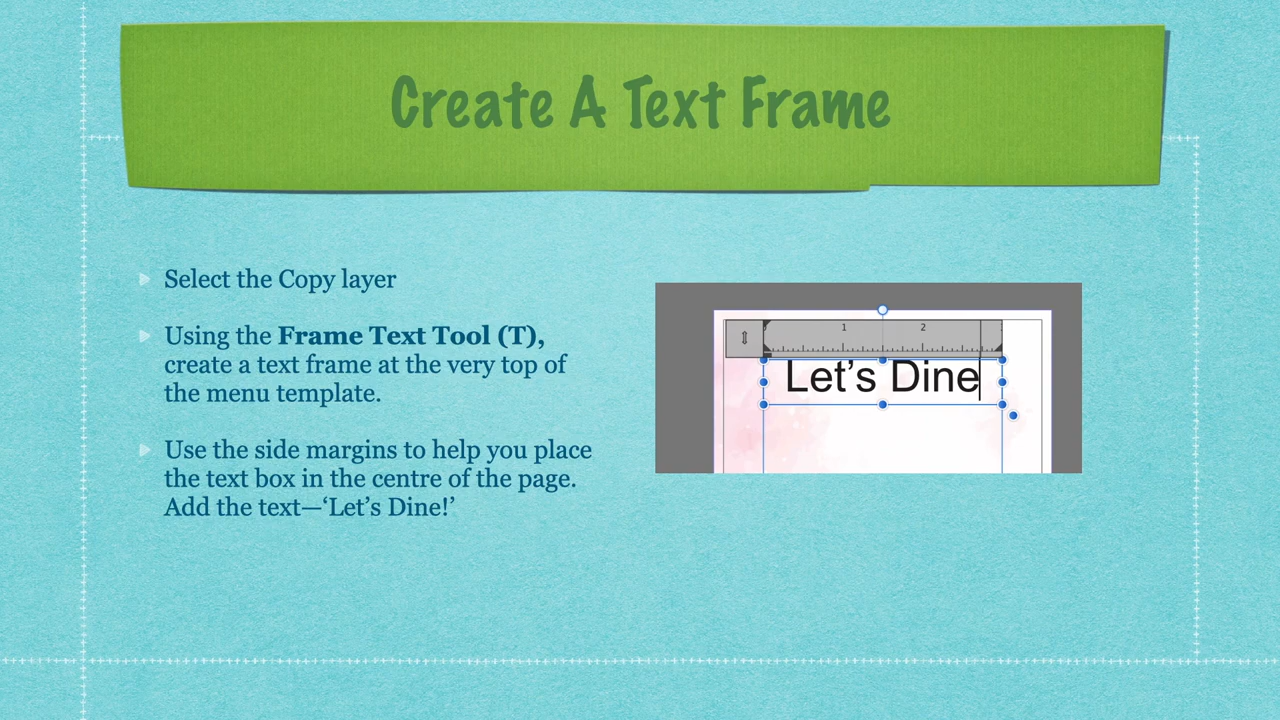 Create A Text Frame
Select the Copy layer
Using the Frame Text Tool (T),
create a text frame at the very top of
the menu template.
Use the side margins to help you place
the text box in the centre of the page.
Add the text—‘Let’s Dine!’
1 2
Let’s Dine